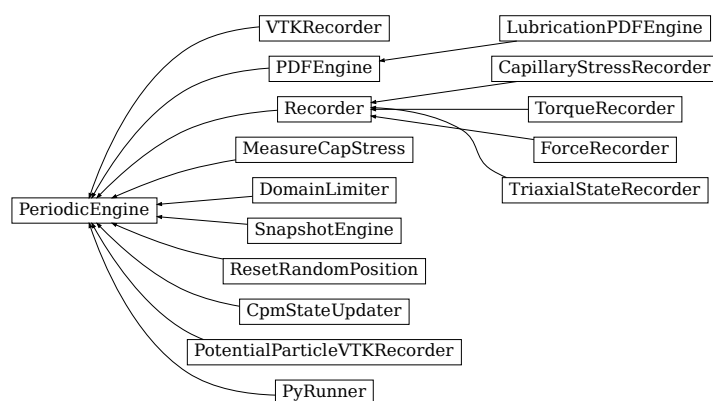 VTKRecorder
LubricationPDFEngine
PDFEngine
CapillaryStressRecorder
Recorder
TorqueRecorder
MeasureCapStress
ForceRecorder
DomainLimiter
TriaxialStateRecorder
PeriodicEngine
SnapshotEngine
ResetRandomPosition
CpmStateUpdater
PotentialParticleVTKRecorder
PyRunner